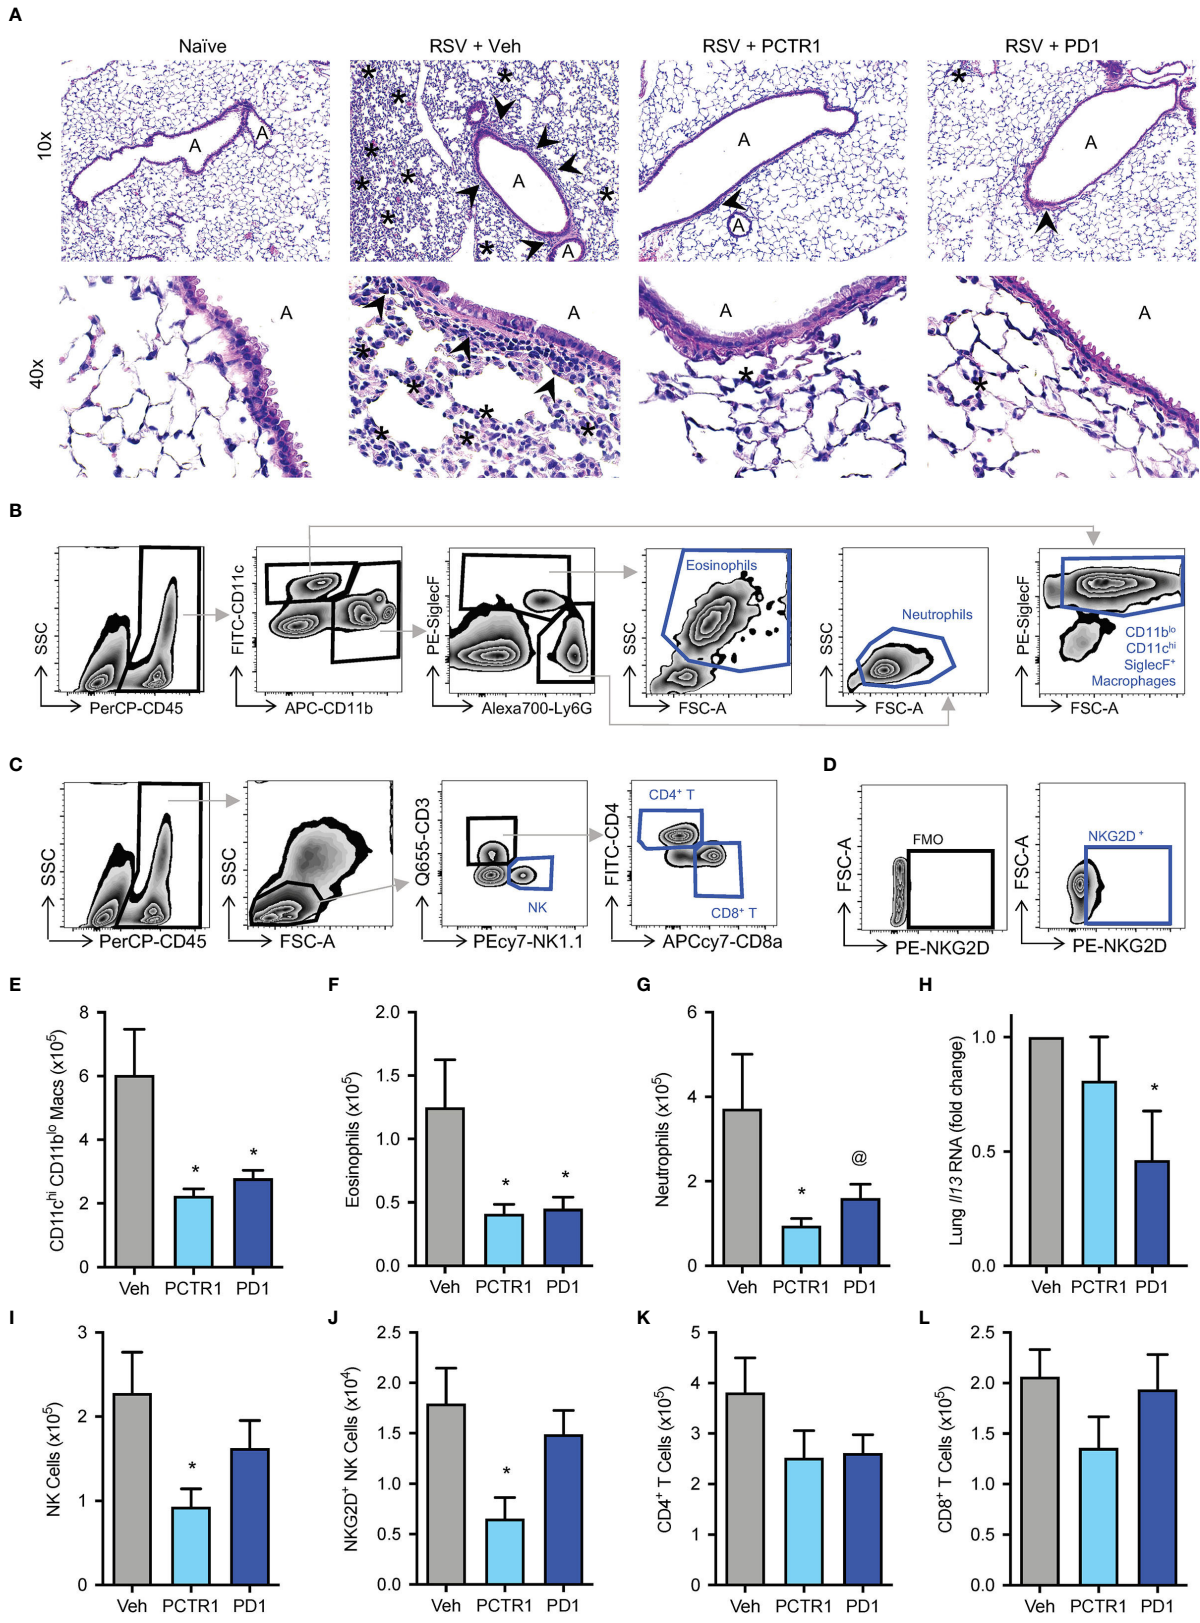 A
Naïve
RSV + Veh
RSV + PCTR1
RSV + PD1
10x
A
A
*
*
*
*
*
*
*
*
*
A
A
A
A
*
A
40x
A
*
*
*
*
*
A
*
A
*
A
B
SSC
PerCP-CD45
FITC-CD11c
APC-CD11b
PE-SiglecF
Alexa700-Ly6G
Eosinophils
SSC
FSC-A
Neutrophils
SSC
FSC-A
PE-SiglecF
CD11b^lo
CD11c^hi
SiglecF^+
Macrophages
FSC-A
C
SSC
PerCP-CD45
SSC
FSC-A
Q655-CD3
NK
PEcy7-NK1.1
FITC-CD4
CD4^+ T
CD8^+ T
APCcy7-CD8a
D
FSC-A
FMO
PE-NKG2D
FSC-A
NKG2D^+
PE-NKG2D
E
CD11c^hi CD11b^lo Macs (x10^5)
8
6
4
2
0
*
*
Veh PCTR1 PD1
F
Eosinophils (x10^5)
2.0
1.5
1.0
0.5
0.0
*
*
Veh PCTR1 PD1
G
Neutrophils (x10^5)
6
4
2
0
*
@
Veh PCTR1 PD1
H
Lung Il13 RNA (fold change)
1.0
0.5
0.0
*
Veh PCTR1 PD1
I
NK Cells (x10^5)
3
2
1
0
*
Veh PCTR1 PD1
J
NKG2D^+ NK Cells (x10^4)
2.5
2.0
1.5
1.0
0.5
0.0
*
Veh PCTR1 PD1
K
CD4^+ T Cells (x10^5)
5
4
3
2
1
0
Veh PCTR1 PD1
L
CD8^+ T Cells (x10^5)
2.5
2.0
1.5
1.0
0.5
0.0
Veh PCTR1 PD1